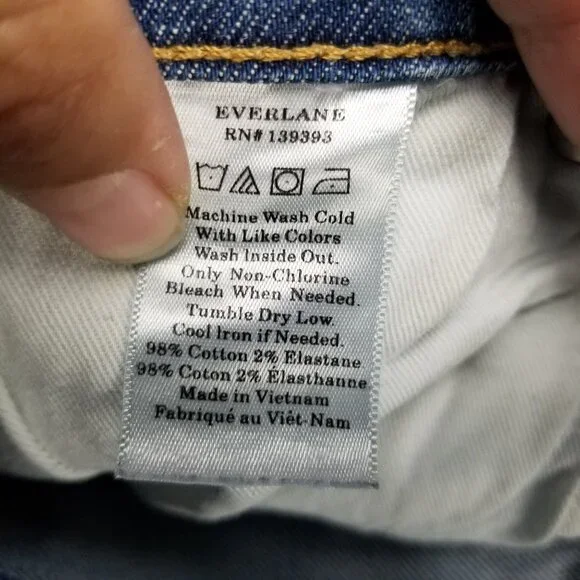 EVERLANE
RN# 139393
Machine Wash Cold
With Like Colors
Wash Inside Out.
Only Non-Chlorine
Bleach When Needed.
Tumble Dry Low.
Cool Iron if Needed.
98% Cotton 2% Elastane
98% Coton 2% Elasthanne
Made in Vietnam
Fabriqué au Viêt-Nam